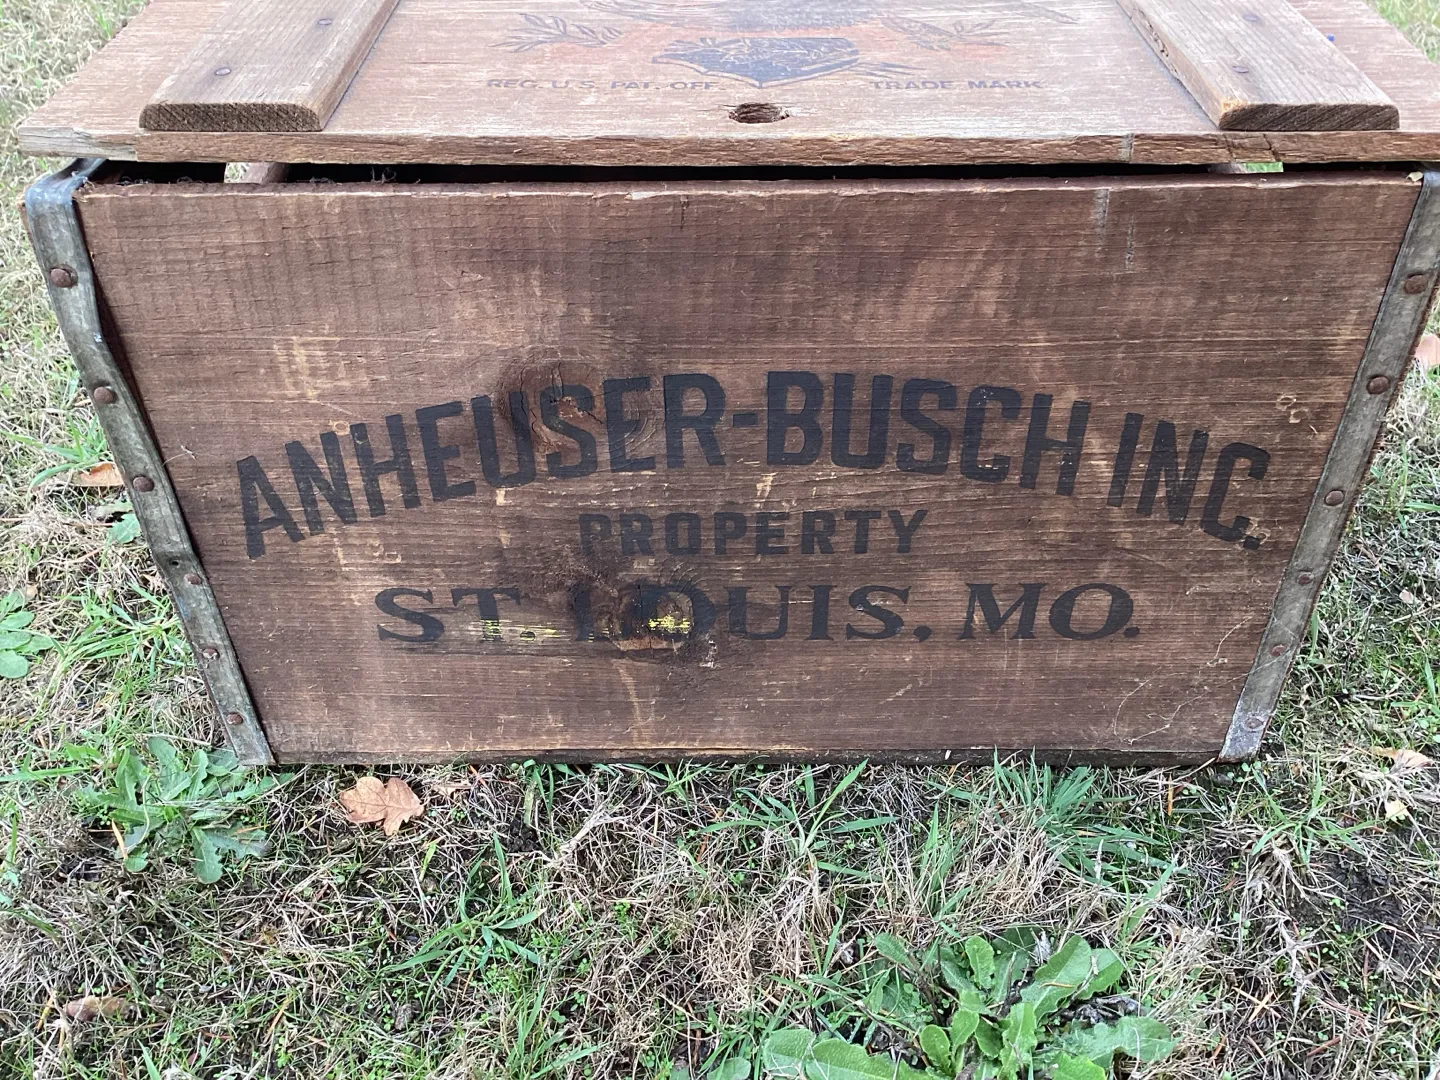 REG. U.S. PAT. OFF. TRADE MARK
ANHEUSER-BUSCH INC.
PROPERTY
ST. LOUIS, MO.